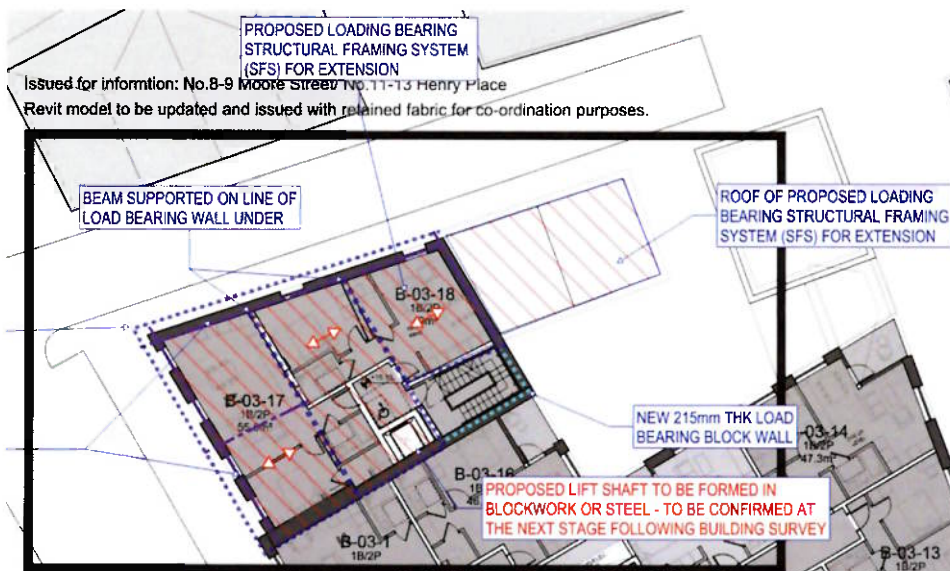 PROPOSED LOADING BEARING
STRUCTURAL FRAMING SYSTEM
(SFS) FOR EXTENSION
Issued for informtion: No.8-9 Moore Street/ No.11-13 Henry Place
Revit model to be updated and issued with retained fabric for co-ordination purposes.
BEAM SUPPORTED ON LINE OF
LOAD BEARING WALL UNDER
ROOF OF PROPOSED LOADING
BEARING STRUCTURAL FRAMING
SYSTEM (SFS) FOR EXTENSION
B-03-18
1B/2P
B-03-17
1B/2P
NEW 215mm THK LOAD
BEARING BLOCK WALL
-03-14
1B/2P
47.3m²
B-03-16
1B
PROPOSED LIFT SHAFT TO BE FORMED IN
BLOCKWORK OR STEEL - TO BE CONFIRMED AT
THE NEXT STAGE FOLLOWING BUILDING SURVEY
B-03-1
1B/2P
B-03-13
1B/2P